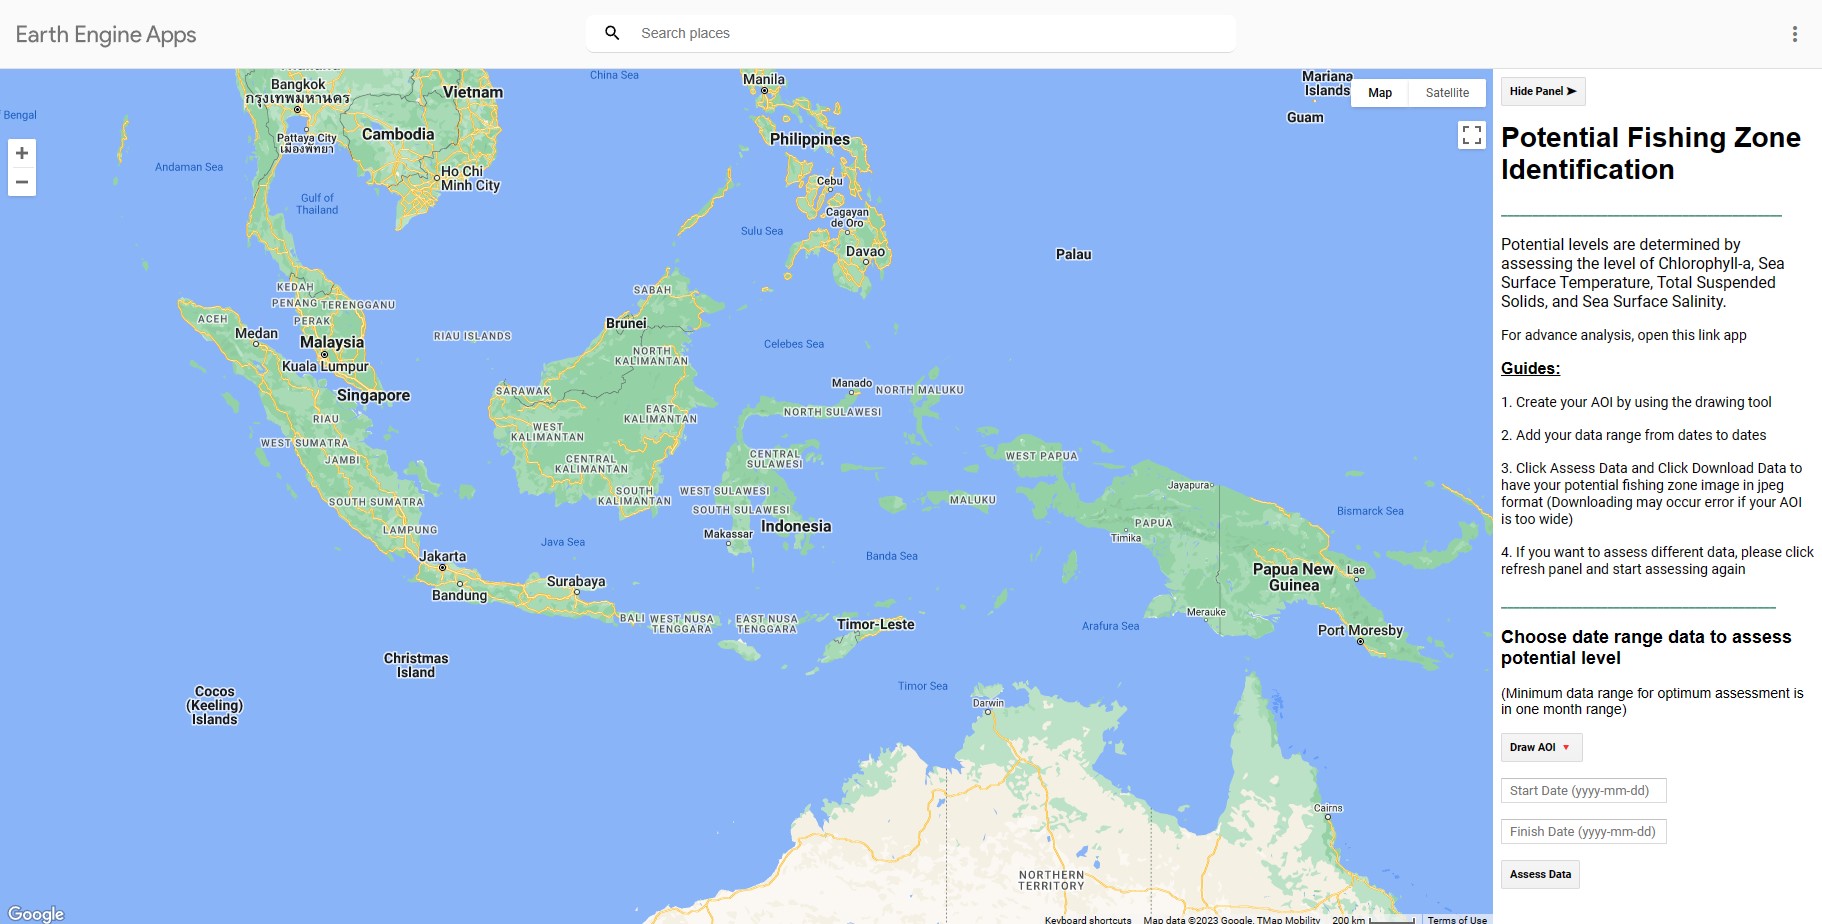 Earth Engine Apps
Search places
Map
Satellite
Bangkok
กรุงเทพมหานคร
Vietnam
China Sea
Manila
Mariana
Islands
Guam
Bengal
Andaman Sea
Pattaya City
เมืองพัทยา
Cambodia
Ho Chi
Minh City
Gulf of
Thailand
Philippines
Cebu
Cagayan
de Oro
Davao
Sulu Sea
Palau
KEDAH
PENANG
TERENGGANU
PERAK
ACEH
Medan
Malaysia
Kuala Lumpur
Singapore
RIAU ISLANDS
SABAH
Brunei
NORTH
KALIMANTAN
Celebes Sea
SARAWAK
Manado
NORTH MALUKU
NORTH SULAWESI
EAST
KALIMANTAN
WEST
KALIMANTAN
RIAU
WEST SUMATRA
JAMBI
CENTRAL
KALIMANTAN
CENTRAL
SULAWESI
WEST PAPUA
SOUTH SUMATRA
SOUTH
KALIMANTAN
WEST SULAWESI
SOUTH SULAWESI
MALUKU
Jayapura
Bismarck Sea
LAMPUNG
Makassar
Indonesia
PAPUA
Timika
Jakarta
Java Sea
Banda Sea
Bandung
Surabaya
Papua New
Guinea
Lae
BALI
WEST NUSA
TENGGARA
EAST NUSA
TENGGARA
Timor-Leste
Arafura Sea
Merauke
Port Moresby
Christmas
Island
Cocos
(Keeling)
Islands
Timor Sea
Darwin
Cairns
NORTHERN
TERRITORY
Google
Keyboard shortcuts
Map data ©2023 Google, TMap Mobility
200 km
Terms of Use
Hide Panel ➤
Potential Fishing Zone
Identification
Potential levels are determined by
assessing the level of Chlorophyll-a, Sea
Surface Temperature, Total Suspended
Solids, and Sea Surface Salinity.
For advance analysis, open this link app
Guides:
1. Create your AOI by using the drawing tool
2. Add your data range from dates to dates
3. Click Assess Data and Click Download Data to
have your potential fishing zone image in jpeg
format (Downloading may occur error if your AOI
is too wide)
4. If you want to assess different data, please click
refresh panel and start assessing again
Choose date range data to assess
potential level
(Minimum data range for optimum assessment is
in one month range)
Draw AOI 🔻
Start Date (yyyy-mm-dd)
Finish Date (yyyy-mm-dd)
Assess Data